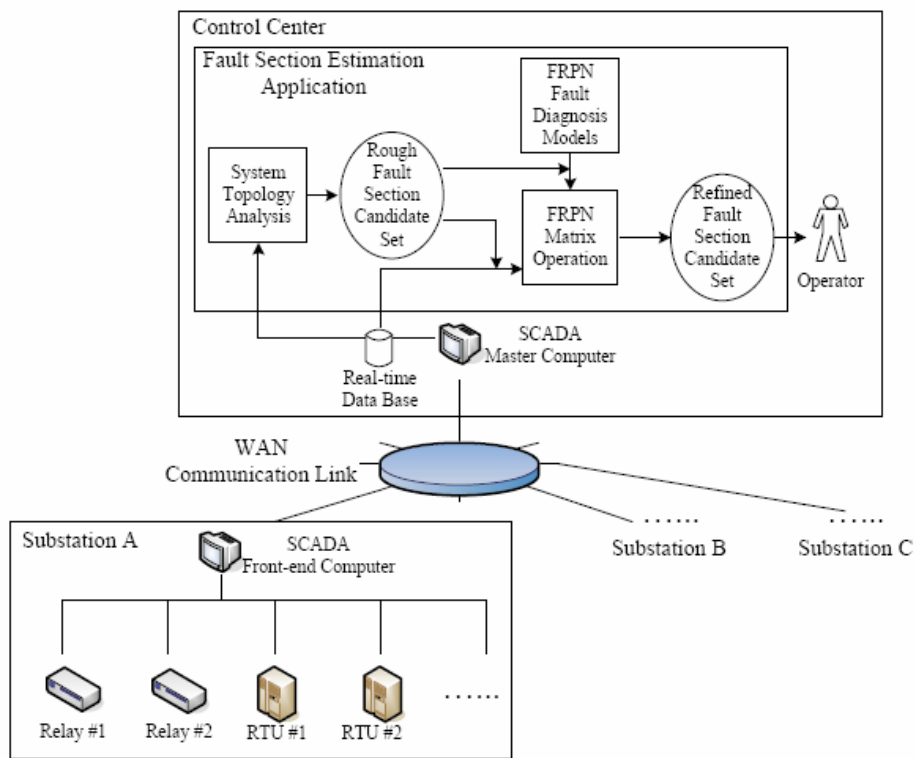 Control Center
Fault Section Estimation
Application
FRPN
Fault
Diagnosis
Models
System
Topology
Analysis
Rough
Fault
Section
Candidate
Set
FRPN
Matrix
Operation
Refined
Fault
Section
Candidate
Set
Operator
SCADA
Master Computer
Real-time
Data Base
WAN
Communication Link
Substation A
SCADA
Front-end Computer
Relay #1
Relay #2
RTU #1
RTU #2
......
......
Substation B
......
Substation C